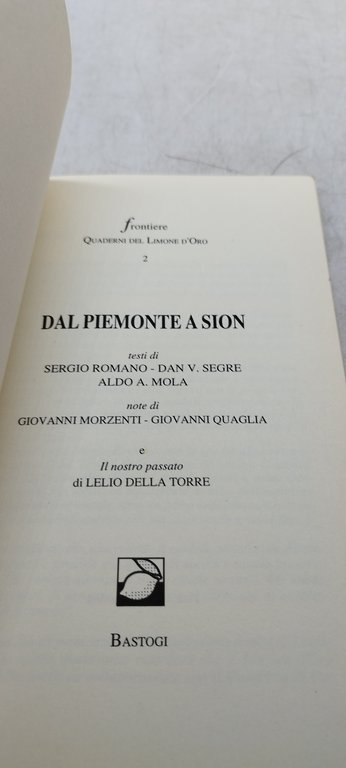 frontiere
QUADERNI DEL LIMONE D'ORO
2
DAL PIEMONTE A SION
testi di
SERGIO ROMANO - DAN V. SEGRE
ALDO A. MOLA
note di
GIOVANNI MORZENTI - GIOVANNI QUAGLIA
e
Il nostro passato
di LELIO DELLA TORRE
BASTOGI